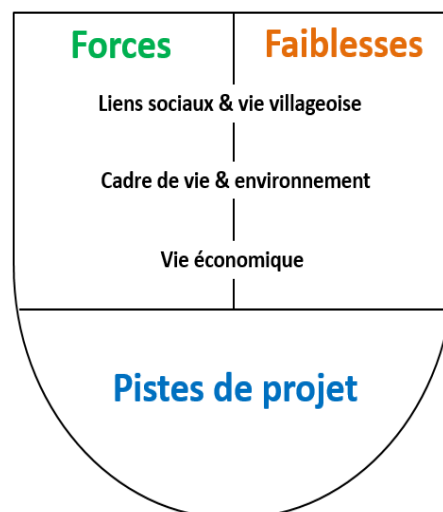 Forces
Faiblesses
Liens sociaux & vie villageoise
Cadre de vie & environnement
Vie économique
Pistes de projet